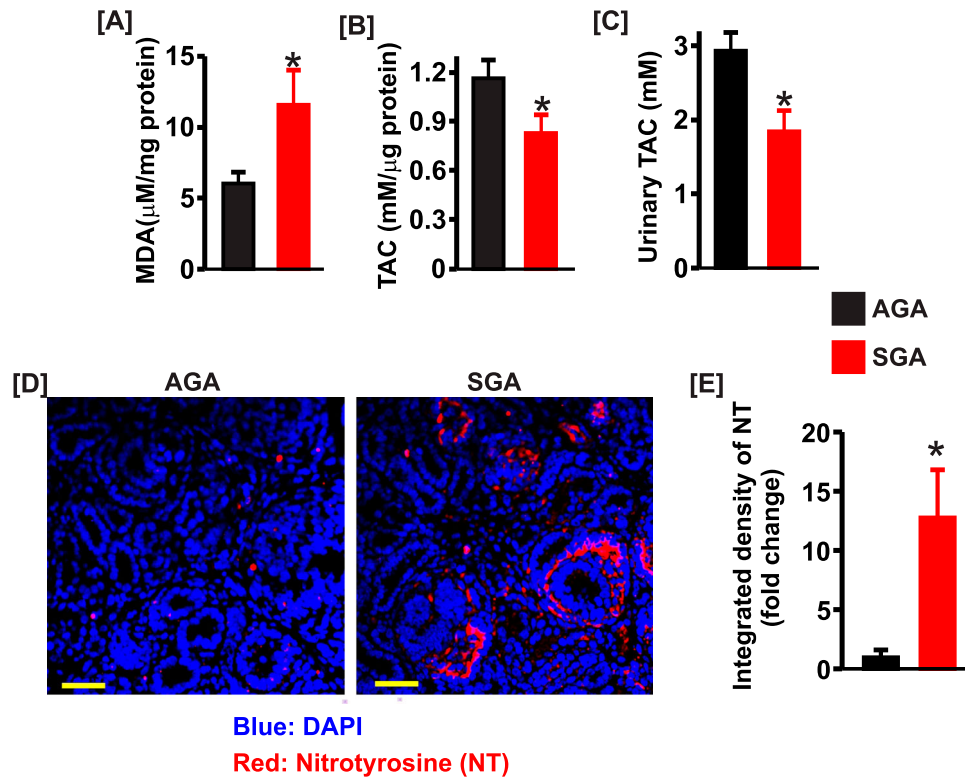 [A]
MDA(μM/mg protein)
15
10
5
0
*
[B]
TAC (mM/μg protein)
1.2
0.9
0.6
0.3
0
*
[C]
Urinary TAC (mM)
3
2
1
0
*
AGA
SGA
[D]
AGA
SGA
Blue: DAPI
Red: Nitrotyrosine (NT)
[E]
Integrated density of NT
(fold change)
20
15
10
5
0
*